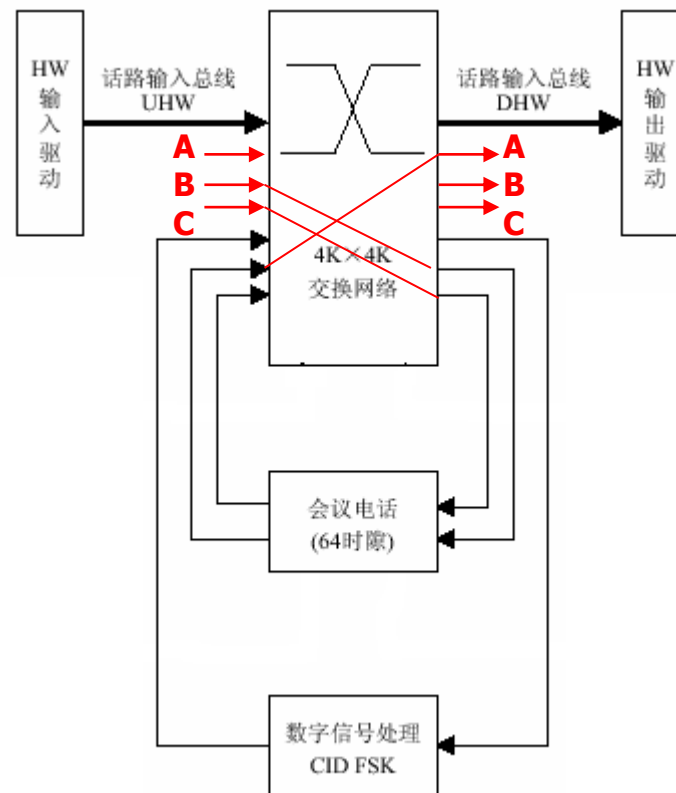 HW
输
入
驱
动
话路输入总线
UHW
话路输入总线
DHW
HW
输
出
驱
动
A
B
C
A
B
C
4K×4K
交换网络
会议电话
(64时隙)
数字信号处理
CID FSK